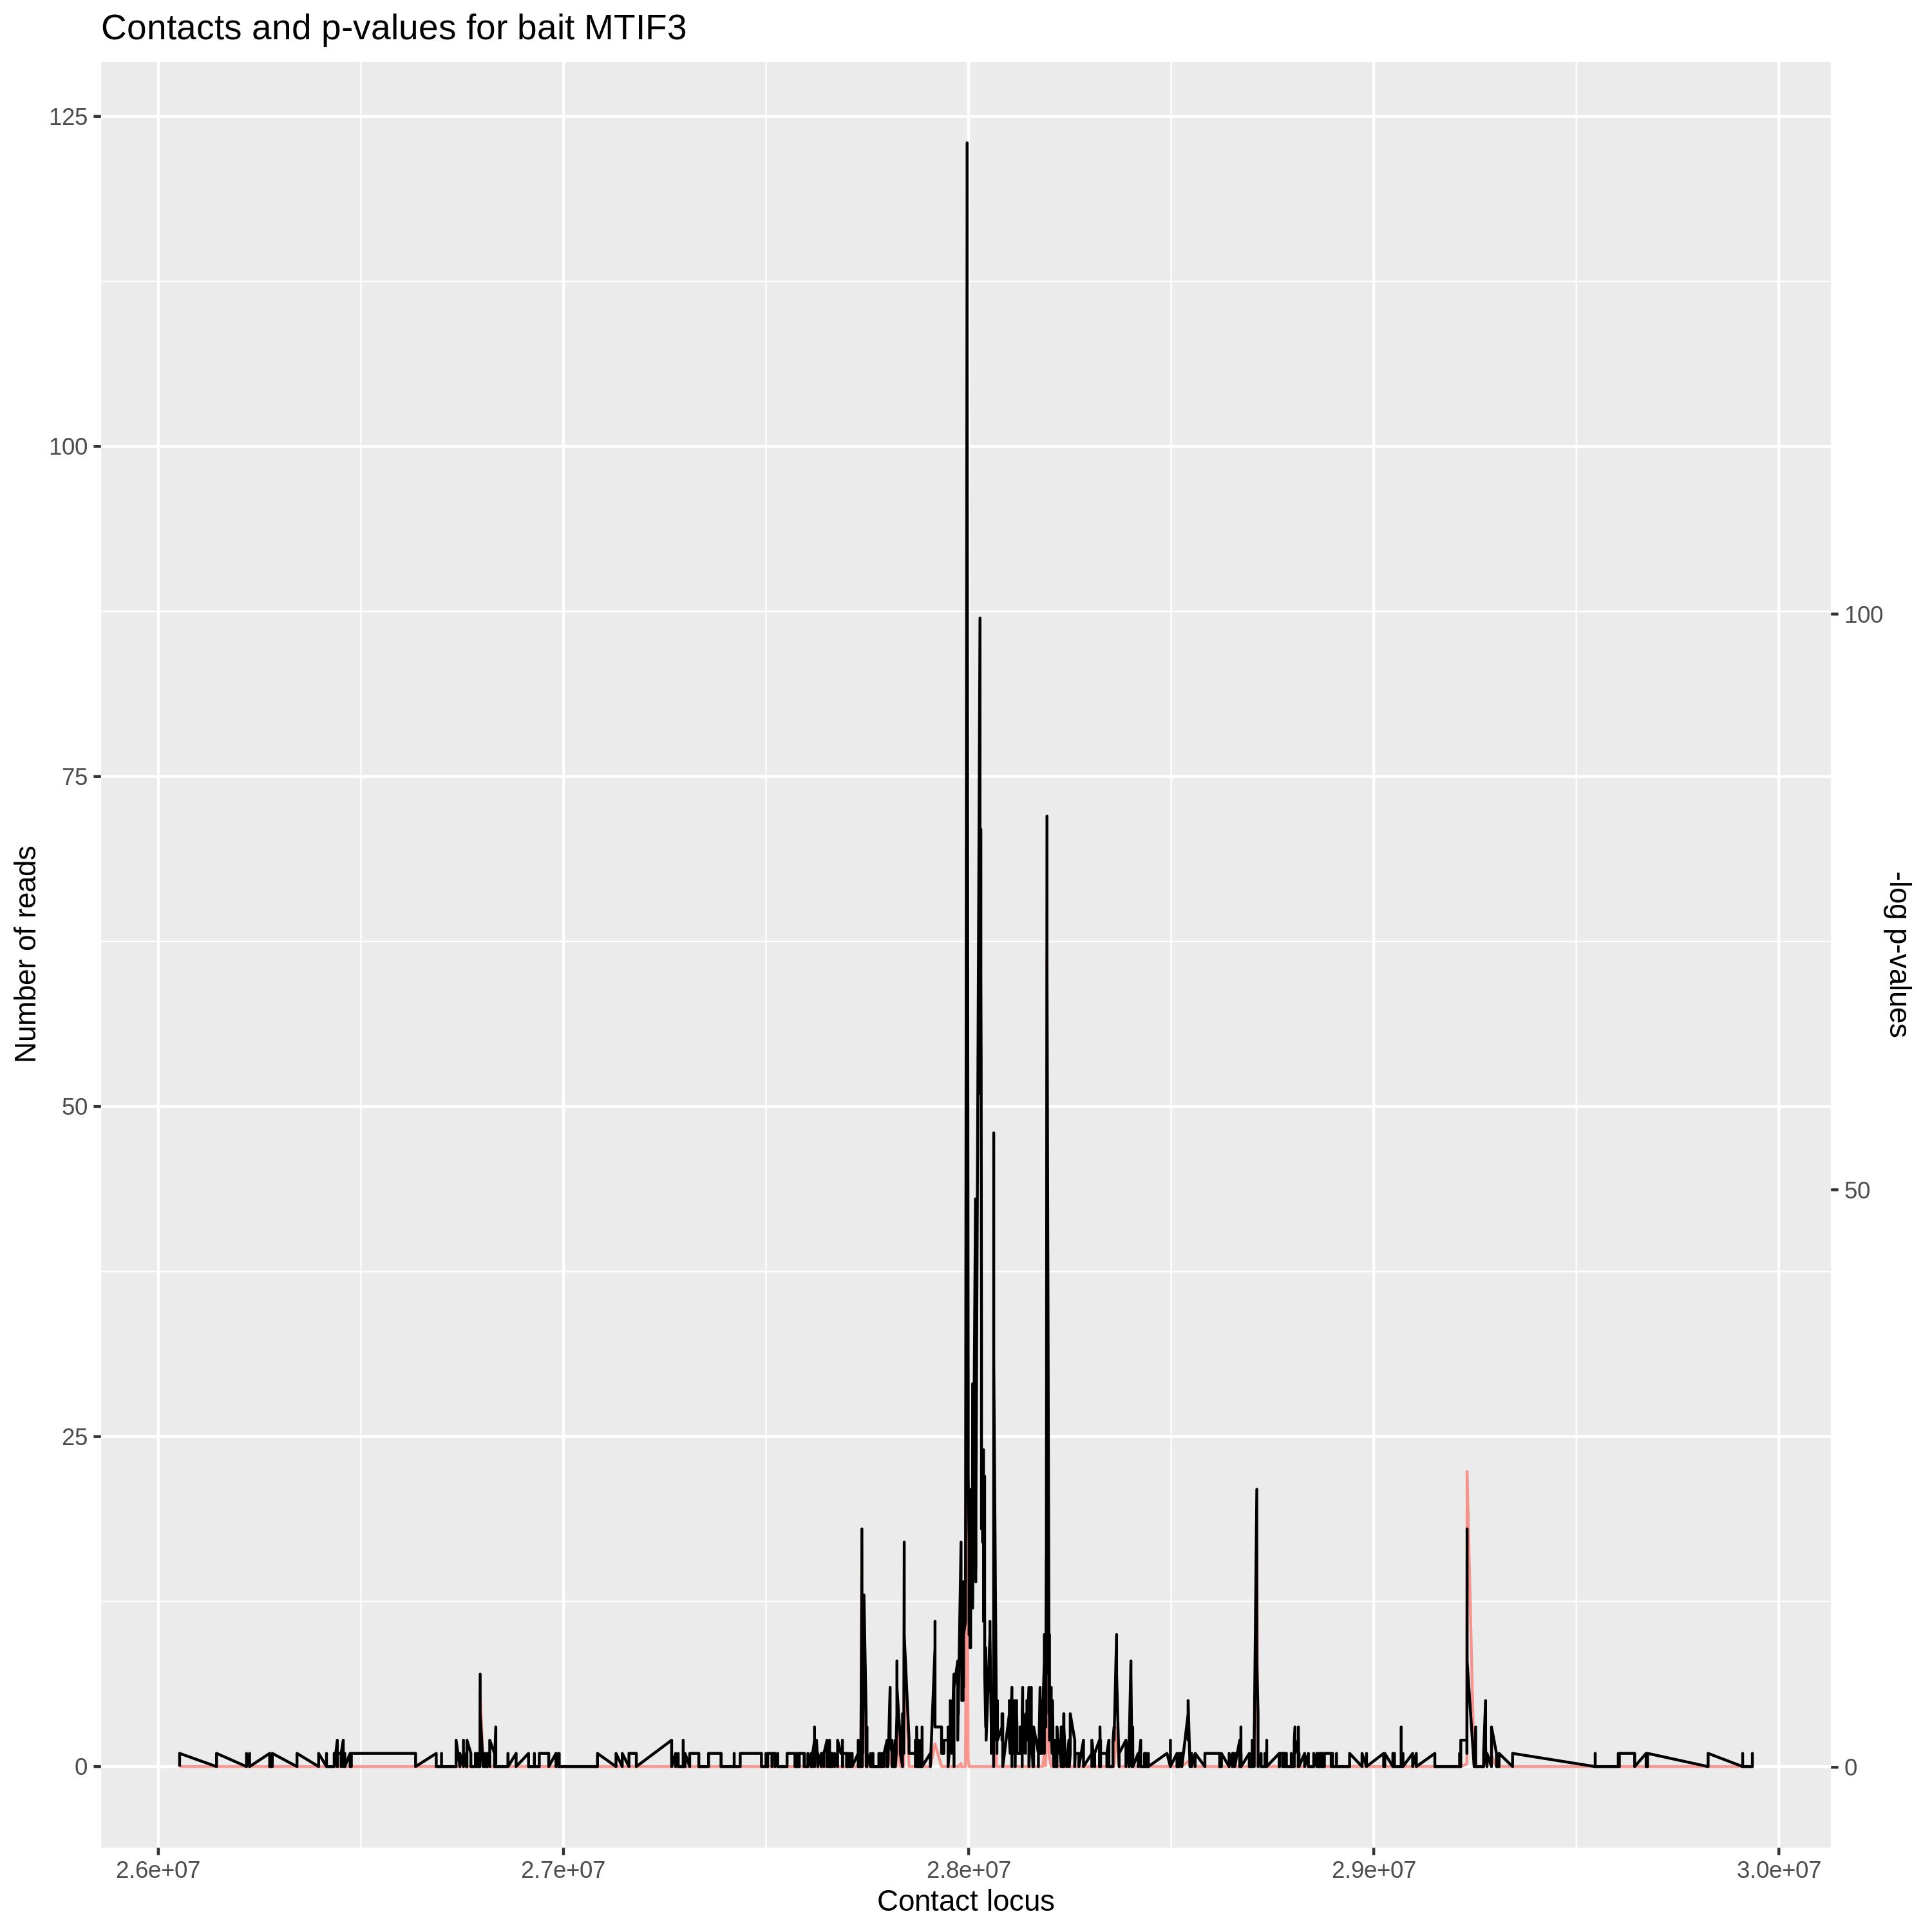 Contacts and p-values for bait MTIF3
125
100
75
50
25
0
Number of reads
100
50
0
-log p-values
2.6e+07 2.7e+07 2.8e+07 2.9e+07 3.0e+07
Contact locus